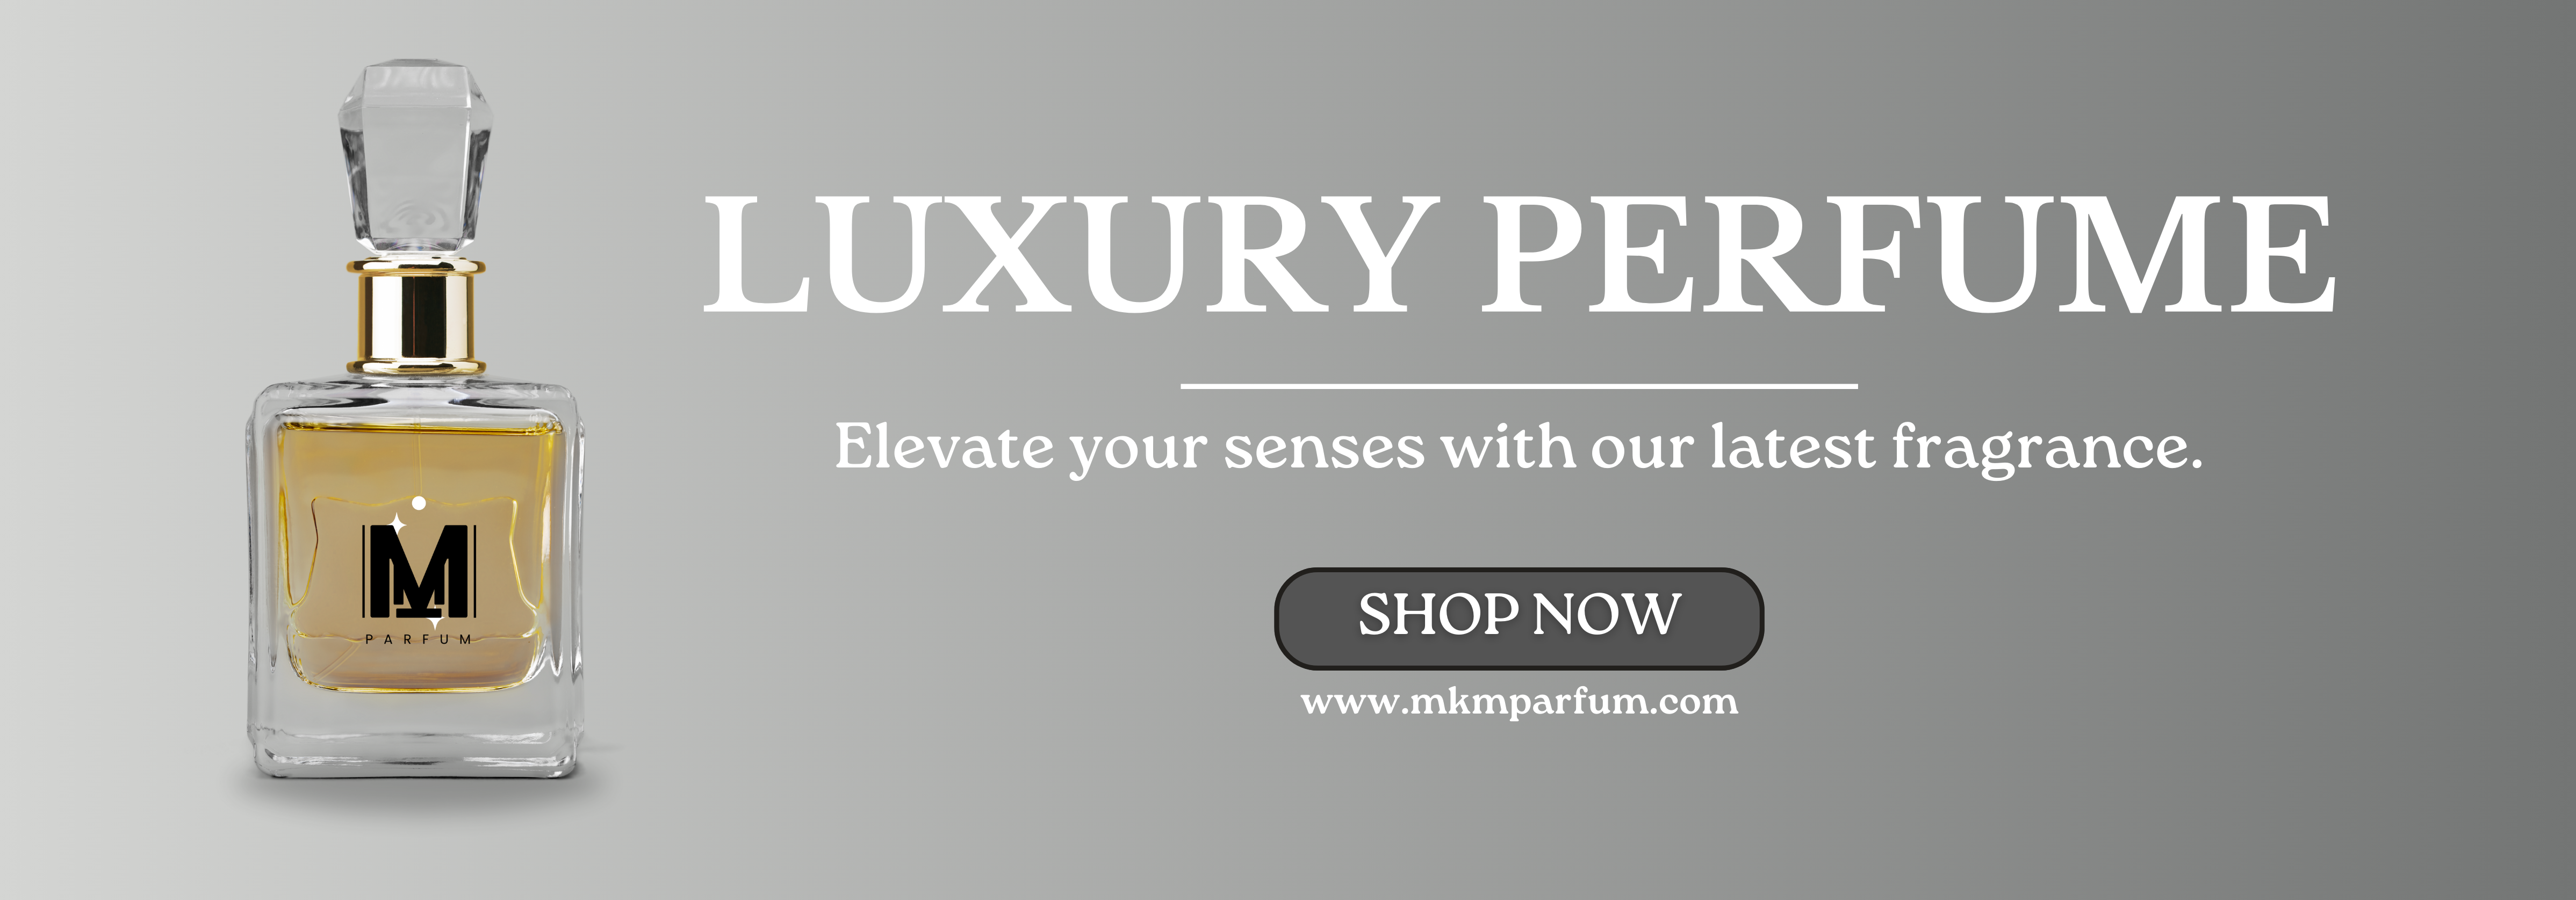 LUXURY PERFUME
Elevate your senses with our latest fragrance.
M
PARFUM
SHOP NOW
www.mkmparfum.com